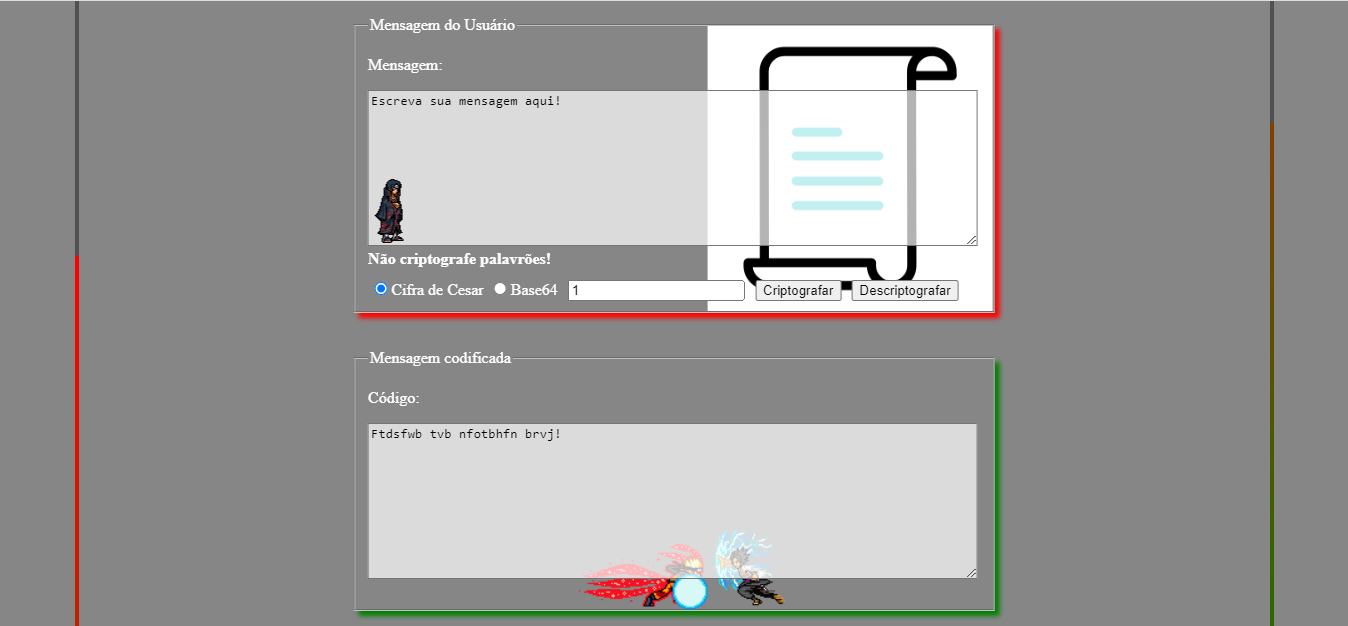 Mensagem do Usuário
Mensagem:
Escreva sua mensagem aqui!
Não criptografe palavrões!
Cifra de Cesar Base64 1 Criptografar Descriptografar
Mensagem codificada
Código:
Ftdsfwb tvb nfotbhfn brvj!